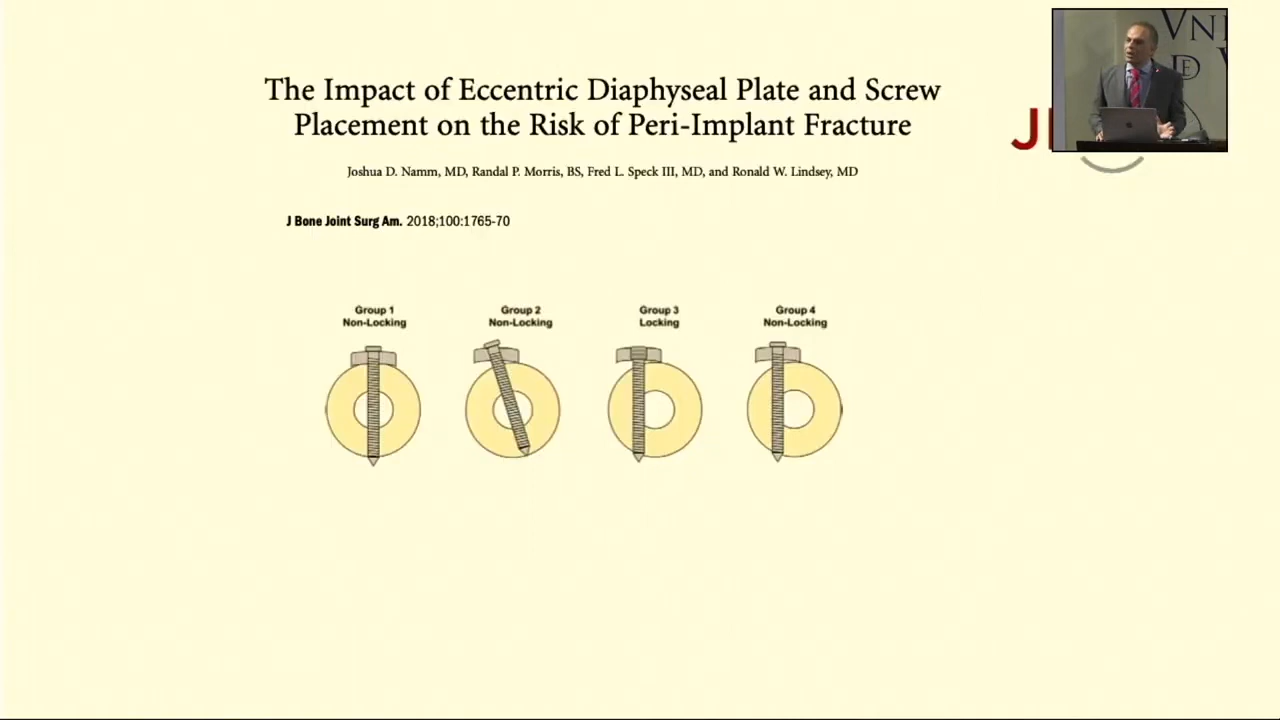 The Impact of Eccentric Diaphyseal Plate and Screw
Placement on the Risk of Peri-Implant Fracture
Joshua D. Namm, MD, Randal P. Morris, BS, Fred L. Speck III, MD, and Ronald W. Lindsey, MD
J Bone Joint Surg Am. 2018;100:1765-70
Group 1
Non-Locking
Group 2
Non-Locking
Group 3
Locking
Group 4
Non-Locking